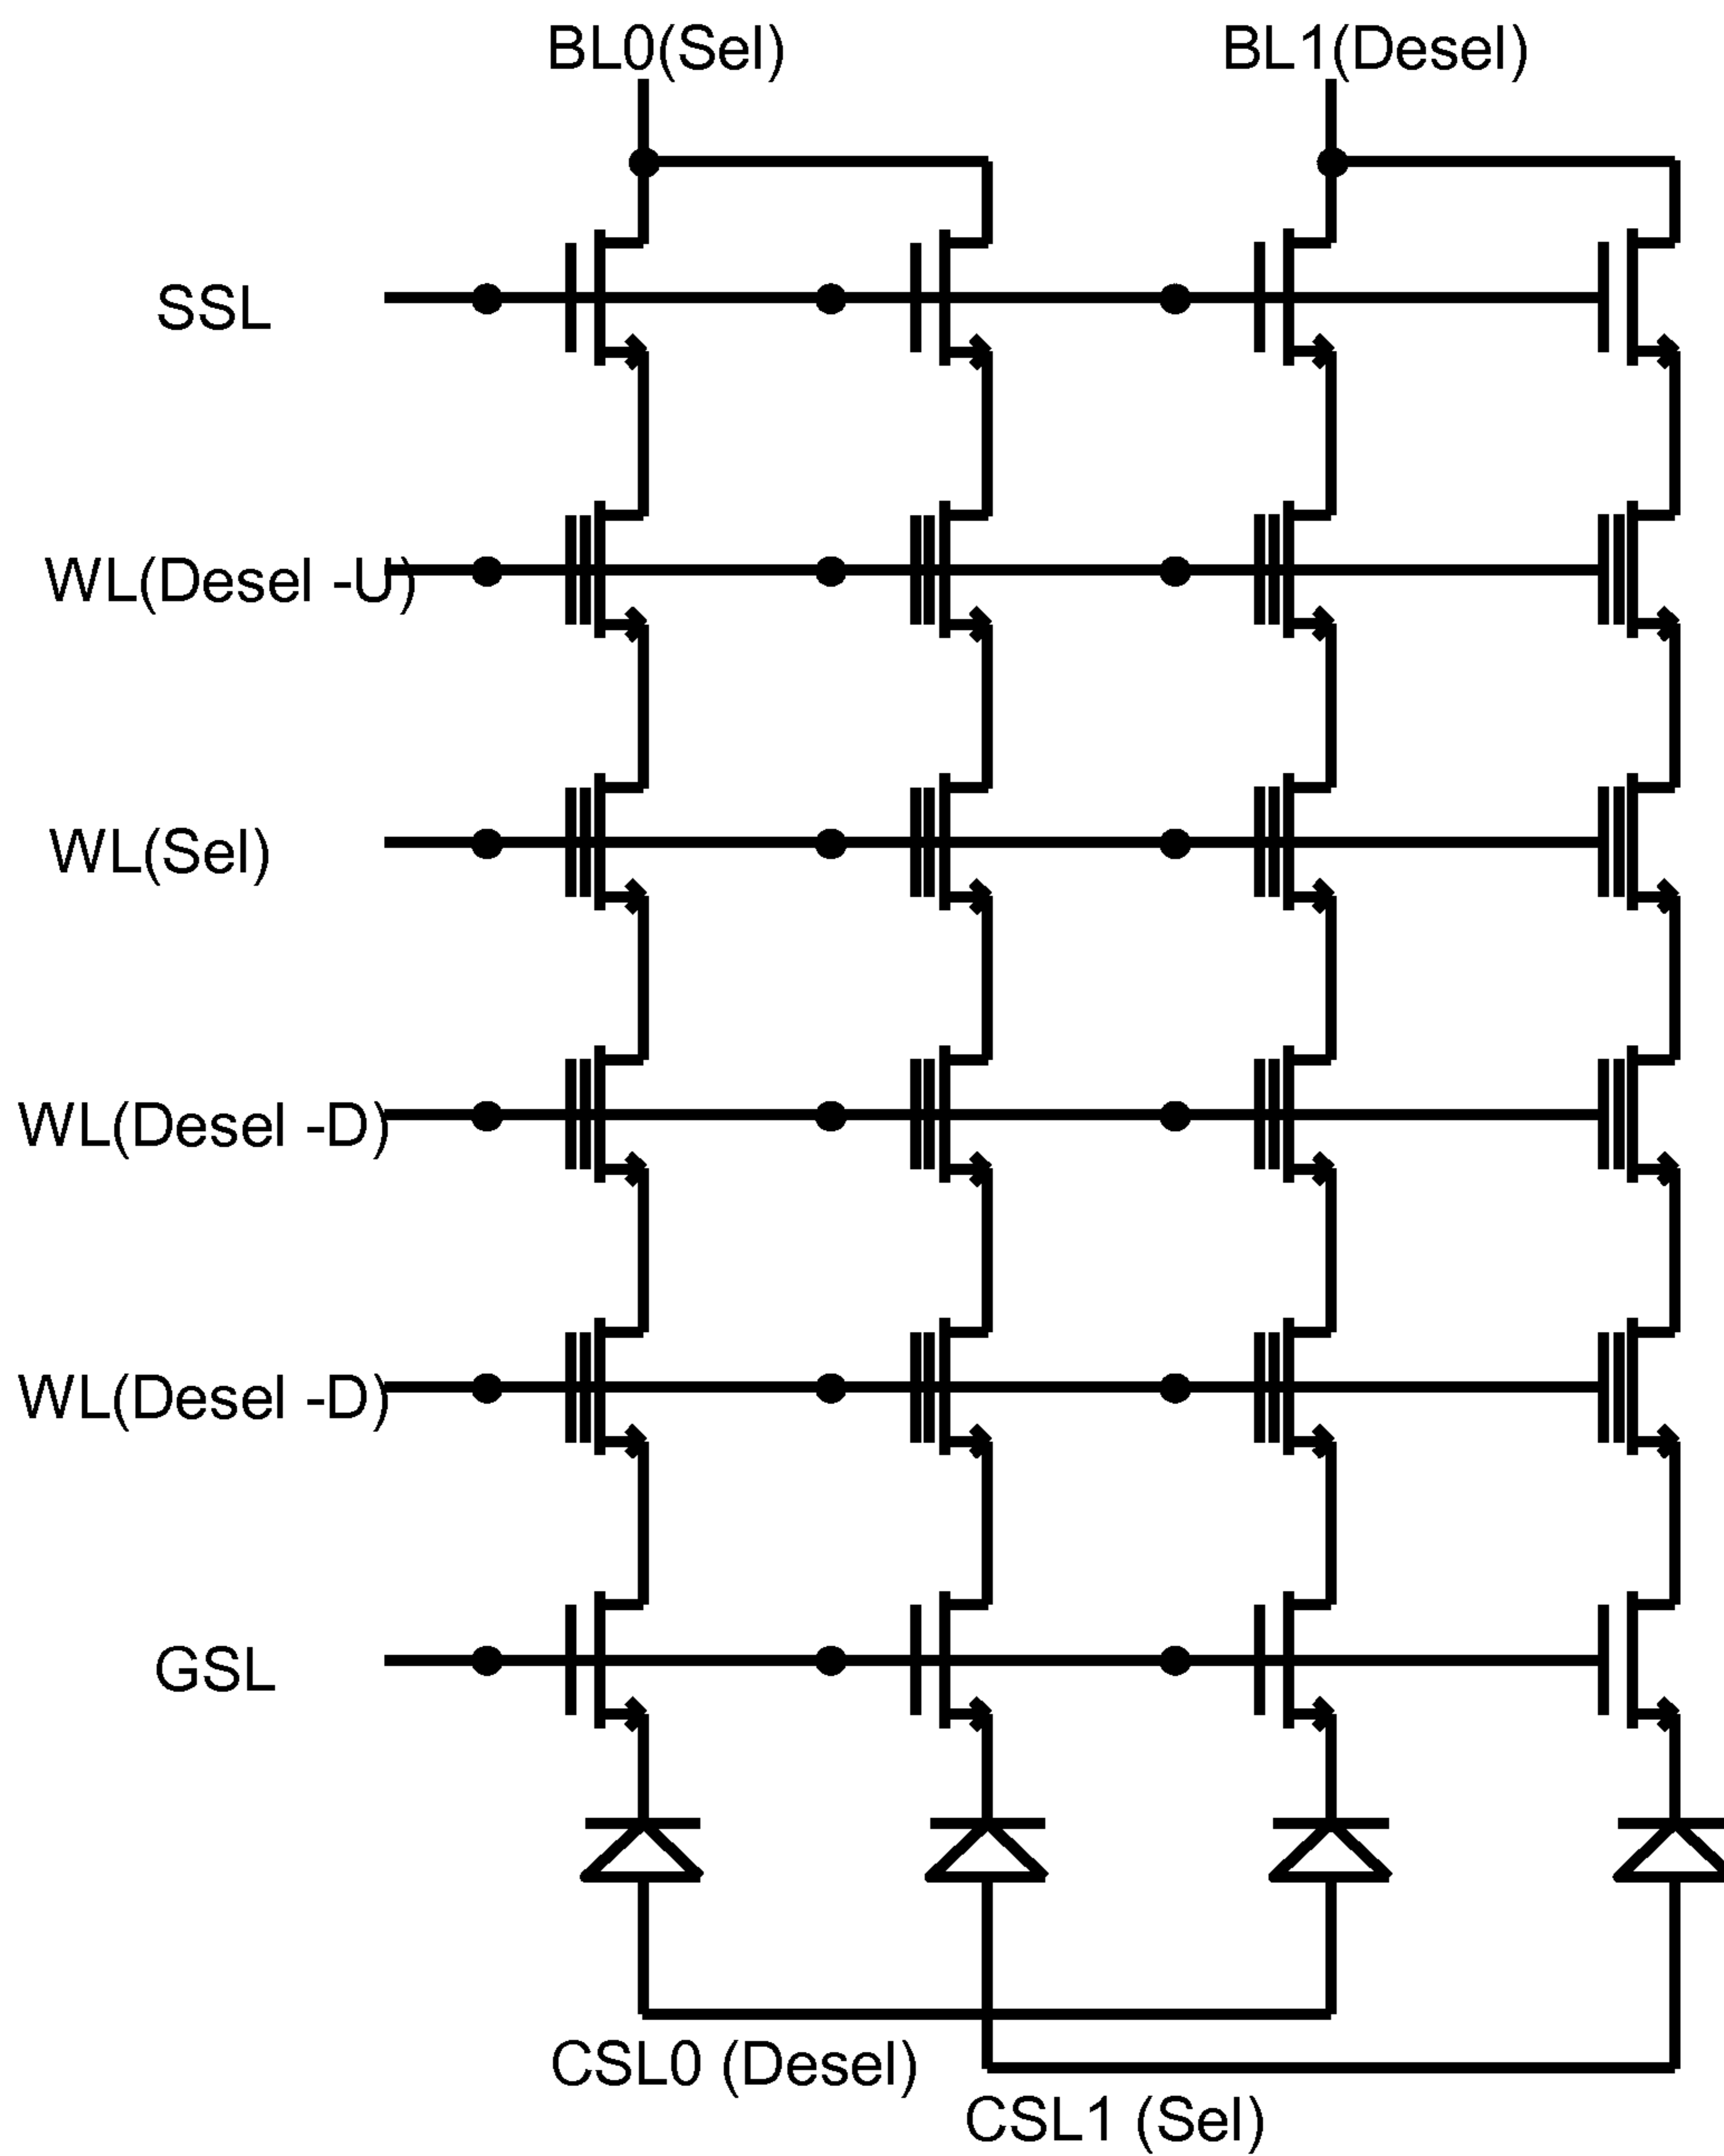 BL0(Sel)
BL1(Desel)
SSL
WL(Desel -U)
WL(Sel)
WL(Desel -D)
WL(Desel -D)
GSL
CSL0 (Desel)
CSL1 (Sel)